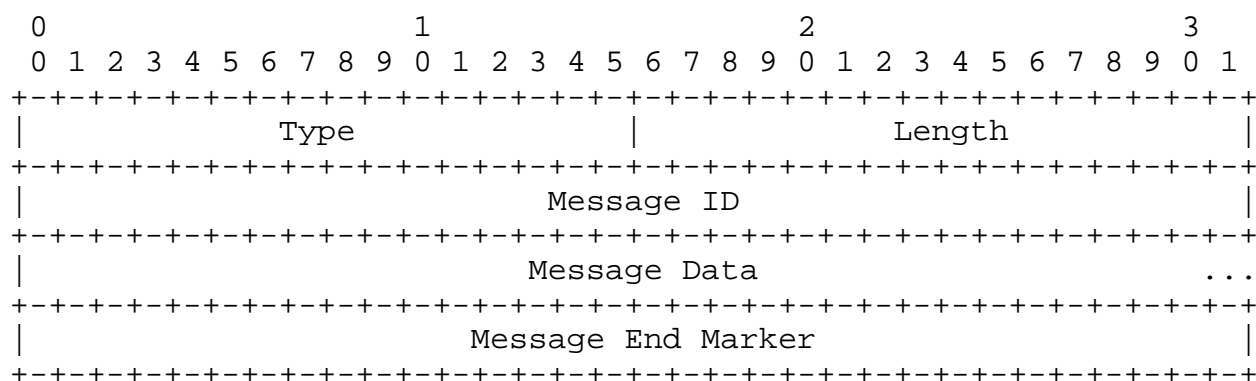 0                   1                   2                   3
 0 1 2 3 4 5 6 7 8 9 0 1 2 3 4 5 6 7 8 9 0 1 2 3 4 5 6 7 8 9 0 1
+-+-+-+-+-+-+-+-+-+-+-+-+-+-+-+-+-+-+-+-+-+-+-+-+-+-+-+-+-+-+-+-+
|             Type              |             Length            |
+-+-+-+-+-+-+-+-+-+-+-+-+-+-+-+-+-+-+-+-+-+-+-+-+-+-+-+-+-+-+-+-+
|                           Message ID                          |
+-+-+-+-+-+-+-+-+-+-+-+-+-+-+-+-+-+-+-+-+-+-+-+-+-+-+-+-+-+-+-+-+
|                          Message Data                       ...
+-+-+-+-+-+-+-+-+-+-+-+-+-+-+-+-+-+-+-+-+-+-+-+-+-+-+-+-+-+-+-+-+
|                       Message End Marker                      |
+-+-+-+-+-+-+-+-+-+-+-+-+-+-+-+-+-+-+-+-+-+-+-+-+-+-+-+-+-+-+-+-+